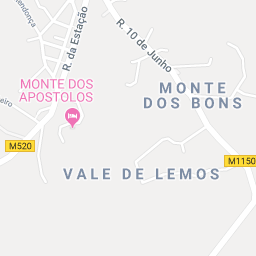 R. da Estação
R. 10 de Junho
MONTE DOS
APOSTOLOS
MONTE
DOS BONS
M520
M1150
VALE DE LEMOS